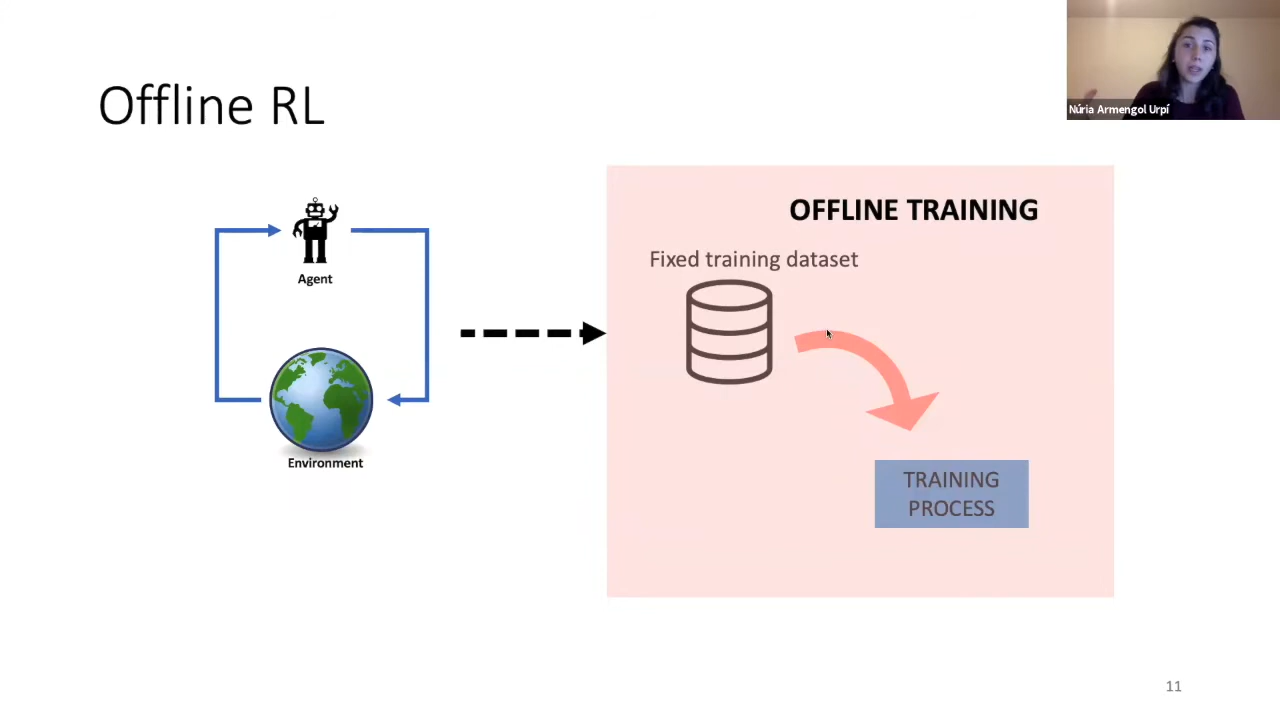 Núria Armengol Urpí
Offline RL
Agent
Environment
OFFLINE TRAINING
Fixed training dataset
TRAINING
PROCESS
11